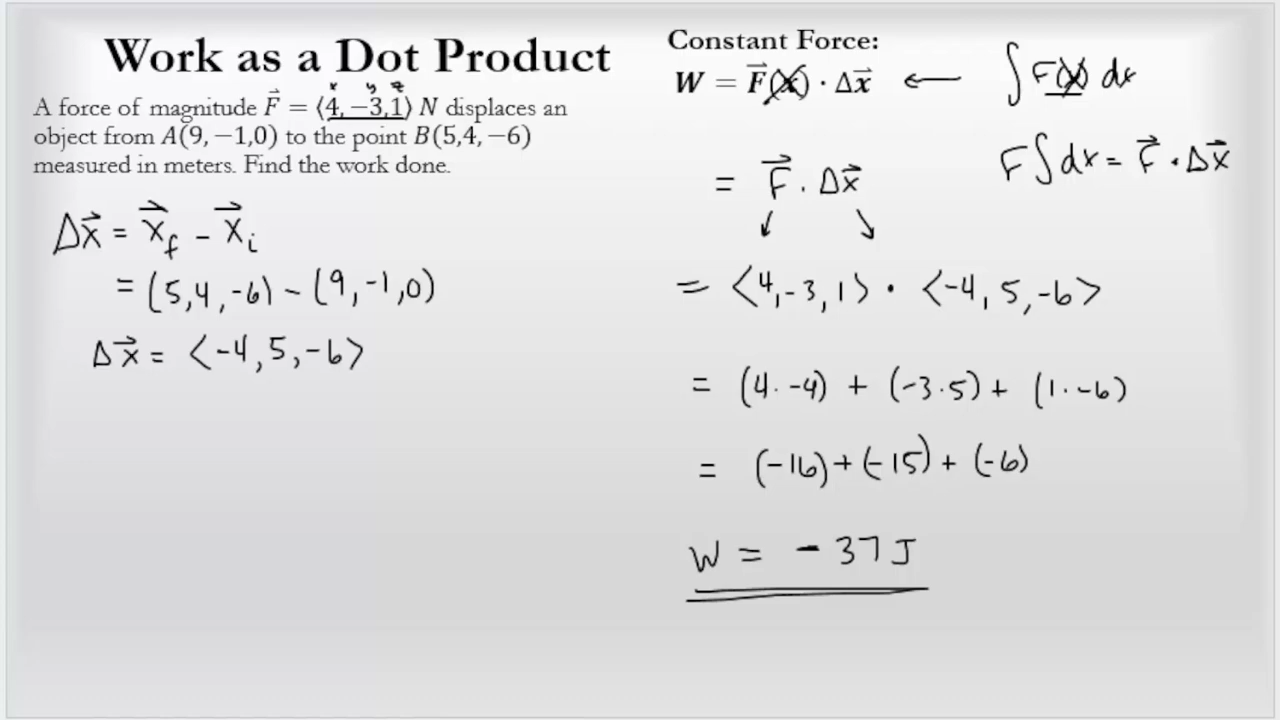 Work as a Dot Product
x y z
A force of magnitude F⃗ = ⟨4, −3,1⟩ N displaces an
object from A(9, −1,0) to the point B(5,4, −6)
measured in meters. Find the work done.
Δx⃗ = x⃗f − x⃗i
= (5,4,-6) − (9,-1,0)
Δx⃗ = ⟨-4,5,-6⟩
Constant Force:
W = F⃗(x) · Δx⃗ ← ∫ F(x) dx
F∫dx = F⃗ · Δx⃗
= F⃗ · Δx⃗
↓ ↘
= ⟨4,-3,1⟩ · ⟨-4,5,-6⟩
= (4·-4) + (-3·5) + (1·-6)
= (-16)+(-15)+(-6)
W = -37J